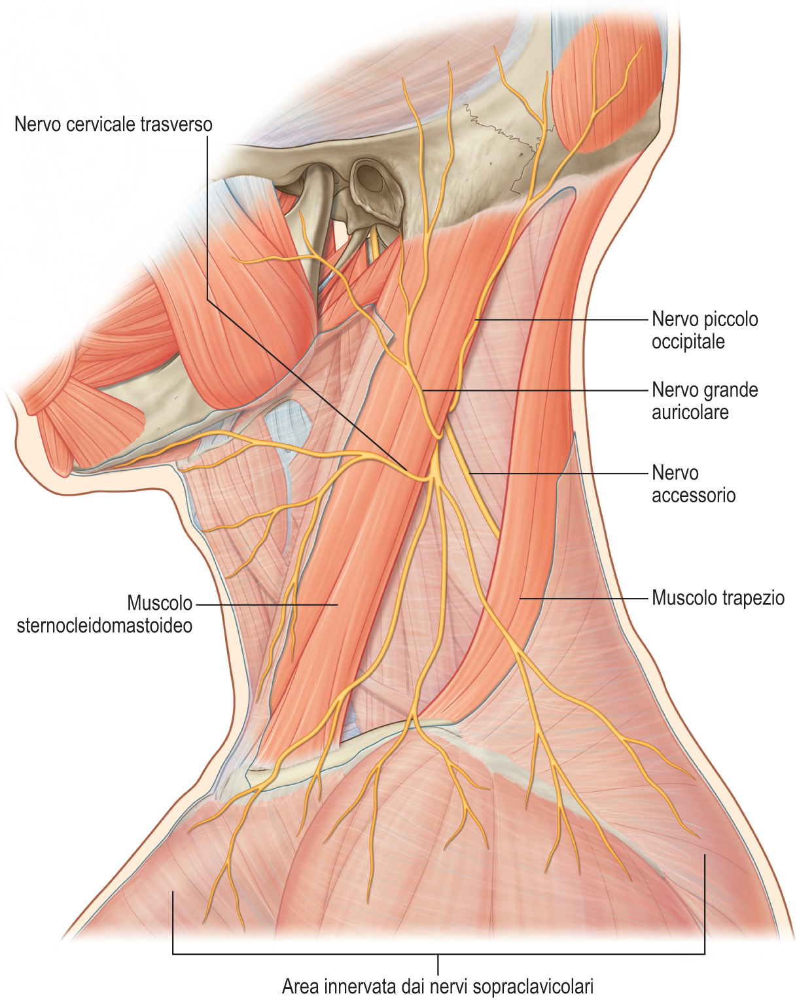 Nervo cervicale trasverso
Nervo piccolo
occipitale
Nervo grande
auricolare
Nervo
accessorio
Muscolo
sternocleidomastoideo
Muscolo trapezio
Area innervata dai nervi sopraclavicolari